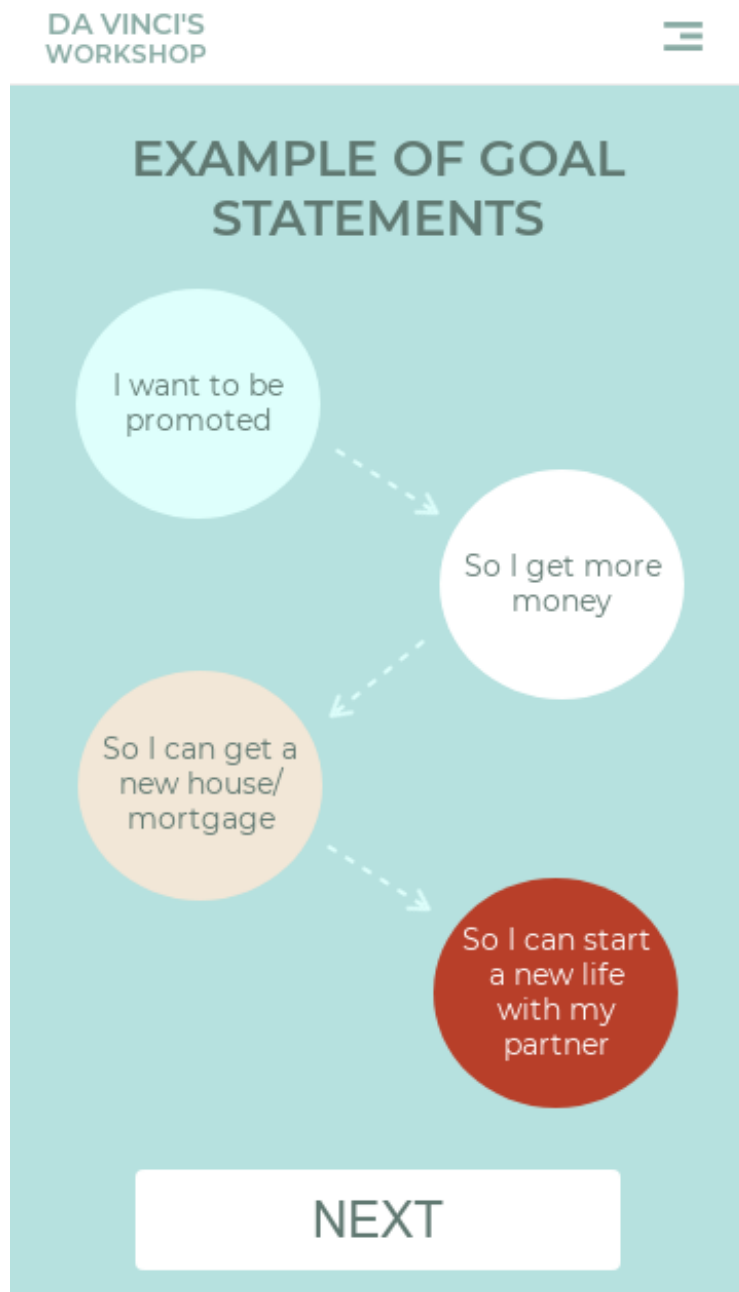 DA VINCI'S
WORKSHOP
EXAMPLE OF GOAL
STATEMENTS
I want to be
promoted
So I get more
money
So I can get a
new house/
mortgage
So I can start
a new life
with my
partner
NEXT